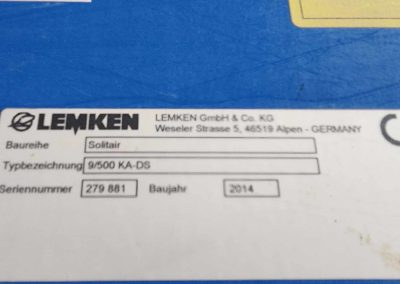 LEMKEN
LEMKEN GmbH & Co. KG
Weseler Strasse 5, 46519 Alpen - GERMANY
Baureihe Solitair
Typbezeichnung 9/500 KA-DS
Seriennummer 279 881 Baujahr 2014